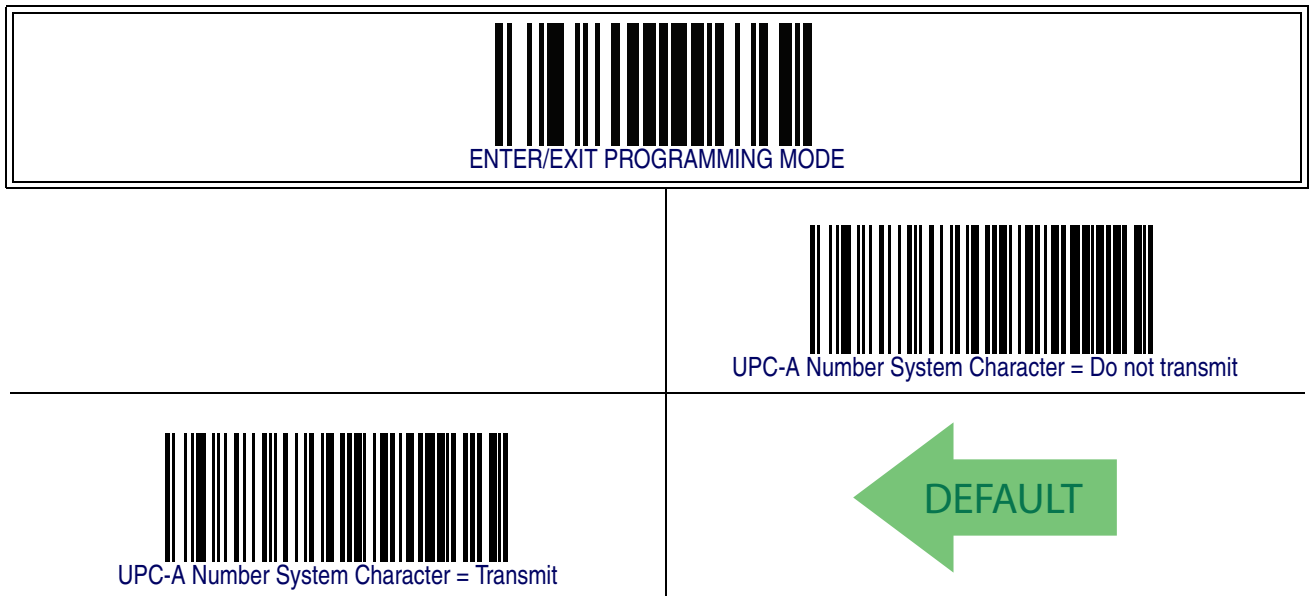 ENTER/EXIT PROGRAMMING MODE
UPC-A Number System Character = Do not transmit
UPC-A Number System Character = Transmit
DEFAULT